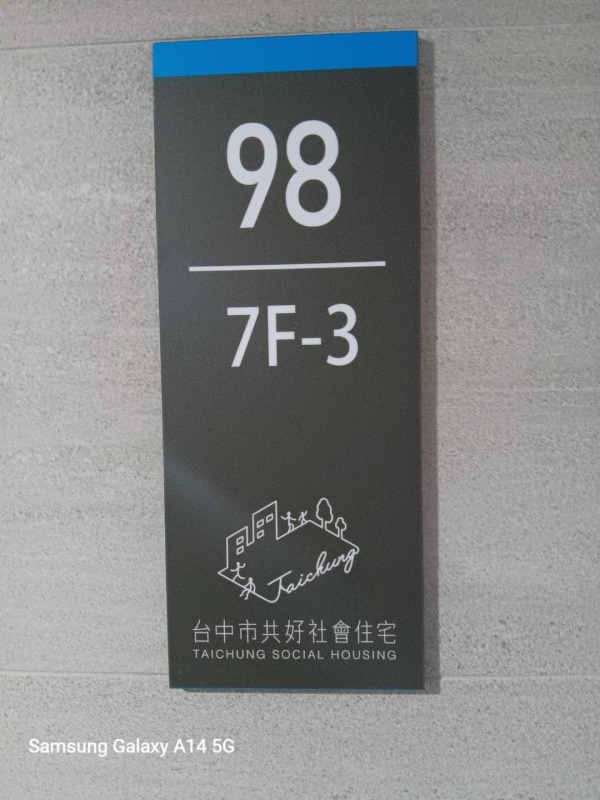 98
7F-3
Taichung
台中市共好社會住宅
TAICHUNG SOCIAL HOUSING
Samsung Galaxy A14 5G